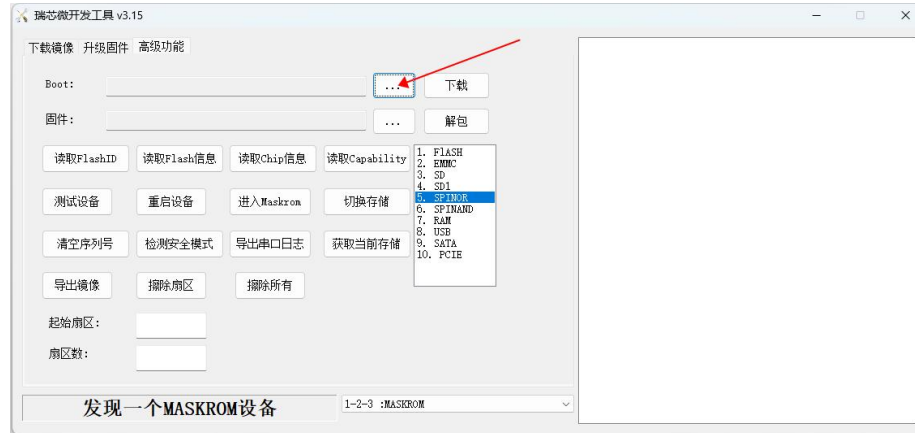 瑞芯微开发工具 v3.15
下载镜像 升级固件 高级功能
Boot: ... 下载
固件: ... 解包
读取FlashID 读取Flash信息 读取Chip信息 读取Capability
测试设备 重启设备 进入Maskrom 切换存储
清空序列号 检测安全模式 导出串口日志 获取当前存储
导出镜像 擦除扇区 擦除所有
1. FlASH
2. EMMC
3. SD
4. SD1
5. SPINOR
6. SPINAND
7. RAM
8. USB
9. SATA
10. PCIE
起始扇区:
扇区数:
发现一个MASKROM设备 1-2-3 :MASKROM